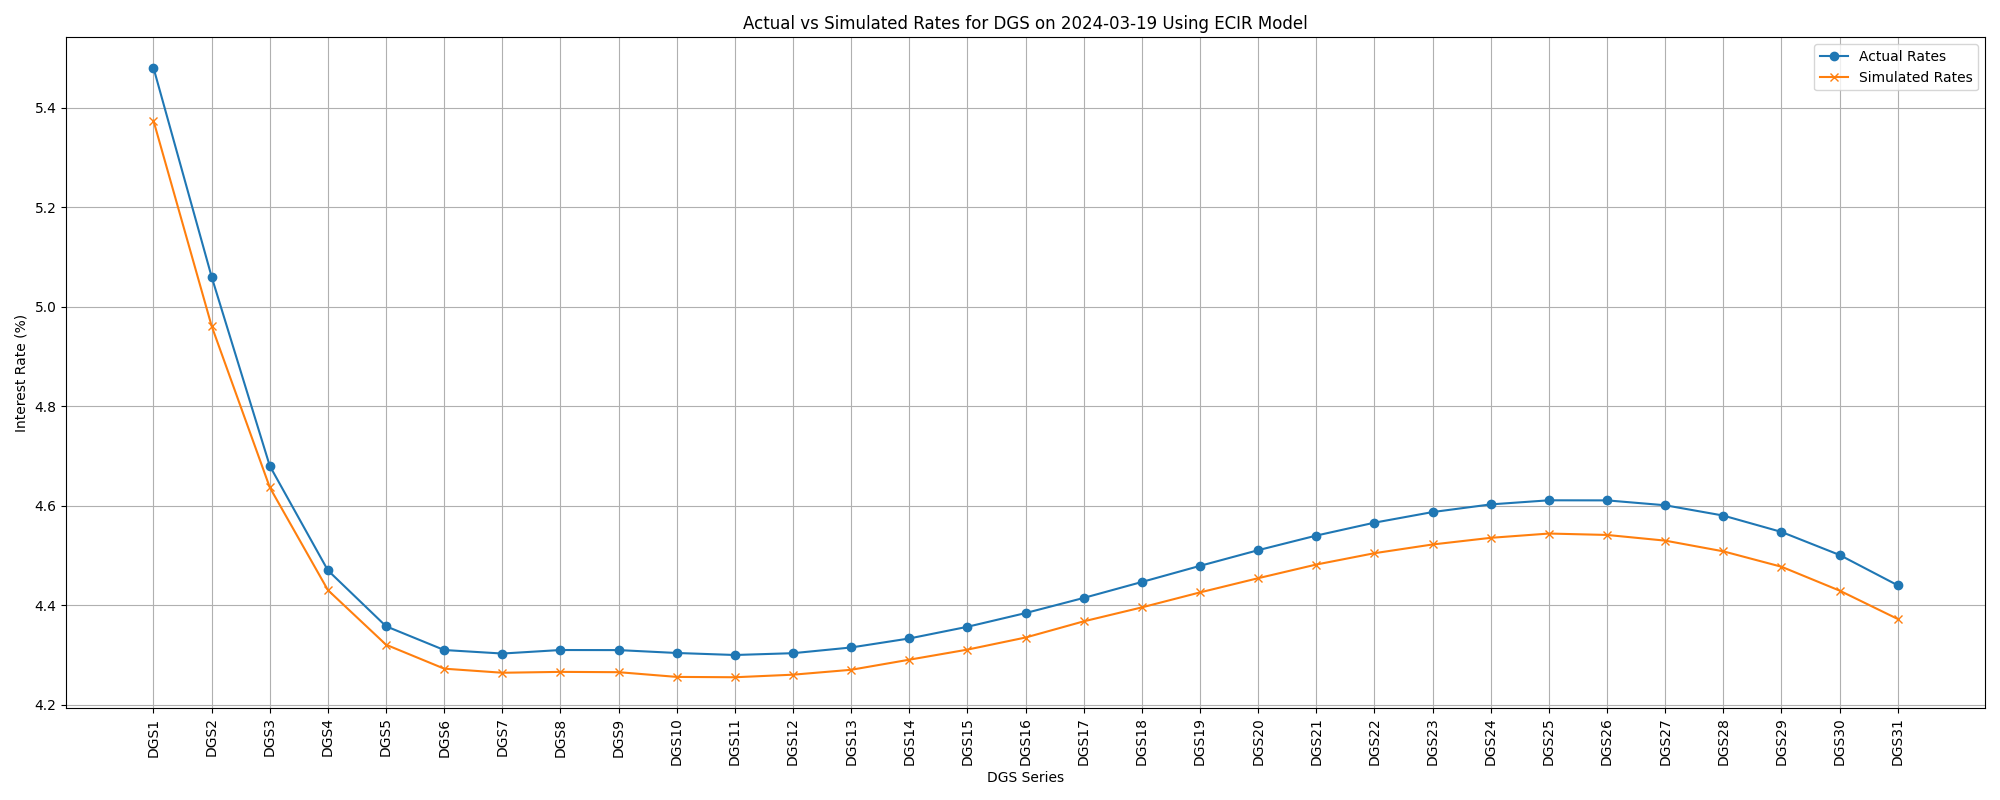 Actual vs Simulated Rates for DGS on 2024-03-19 Using ECIR Model
Actual Rates
Simulated Rates
Interest Rate (%)
5.4
5.2
5.0
4.8
4.6
4.4
4.2
DGS1
DGS2
DGS3
DGS4
DGS5
DGS6
DGS7
DGS8
DGS9
DGS10
DGS11
DGS12
DGS13
DGS14
DGS15
DGS16
DGS17
DGS18
DGS19
DGS20
DGS21
DGS22
DGS23
DGS24
DGS25
DGS26
DGS27
DGS28
DGS29
DGS30
DGS31
DGS Series